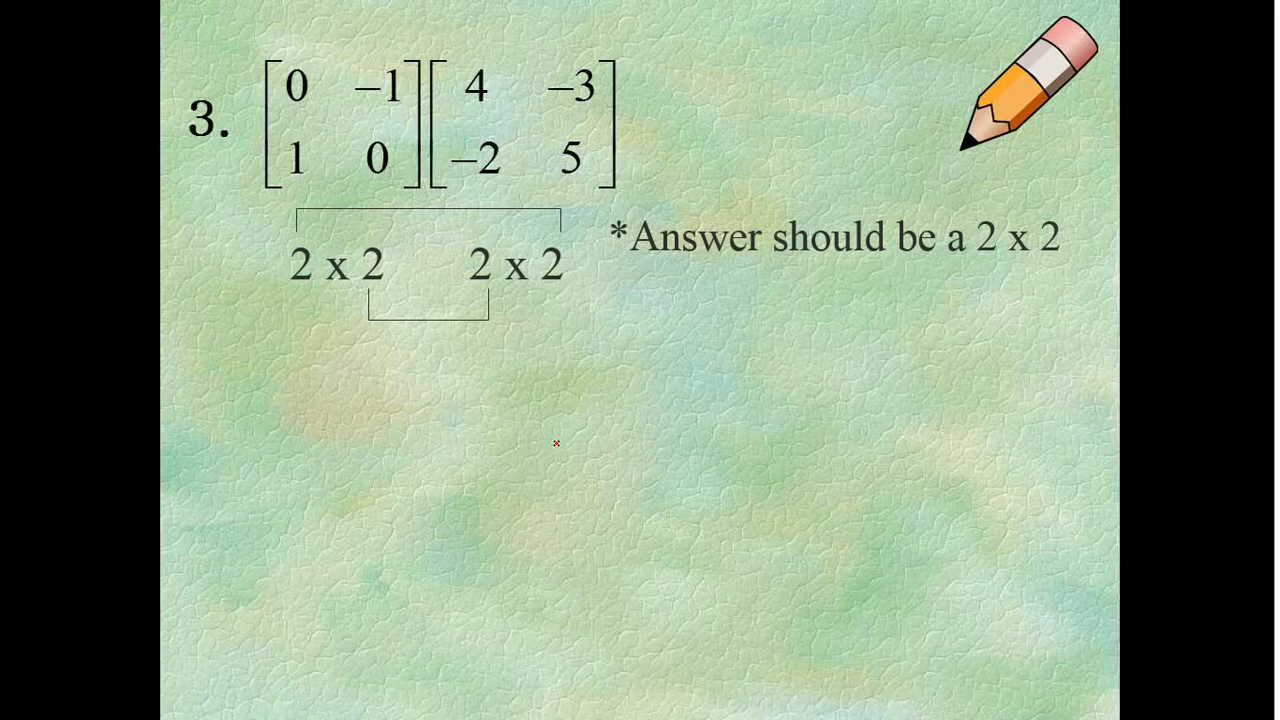 3. [0 –1] [4 –3]
[1 0] [–2 5]
2 x 2 2 x 2 *Answer should be a 2 x 2